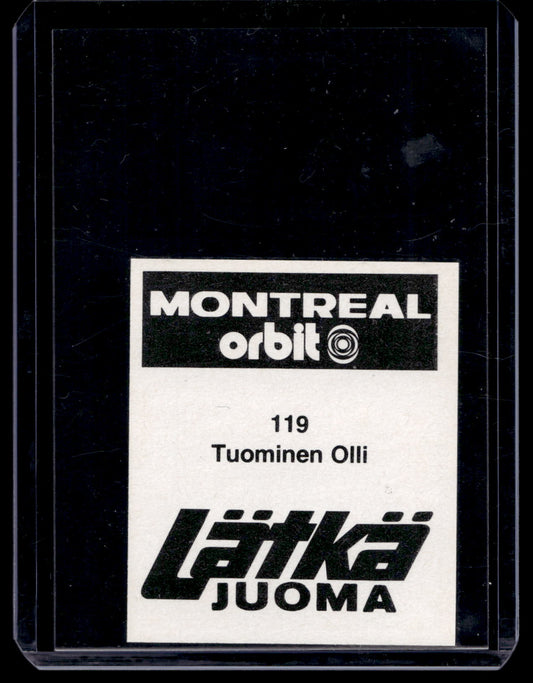 MONTREAL
orbit
119
Tuominen Olli
Lätkä
JUOMA